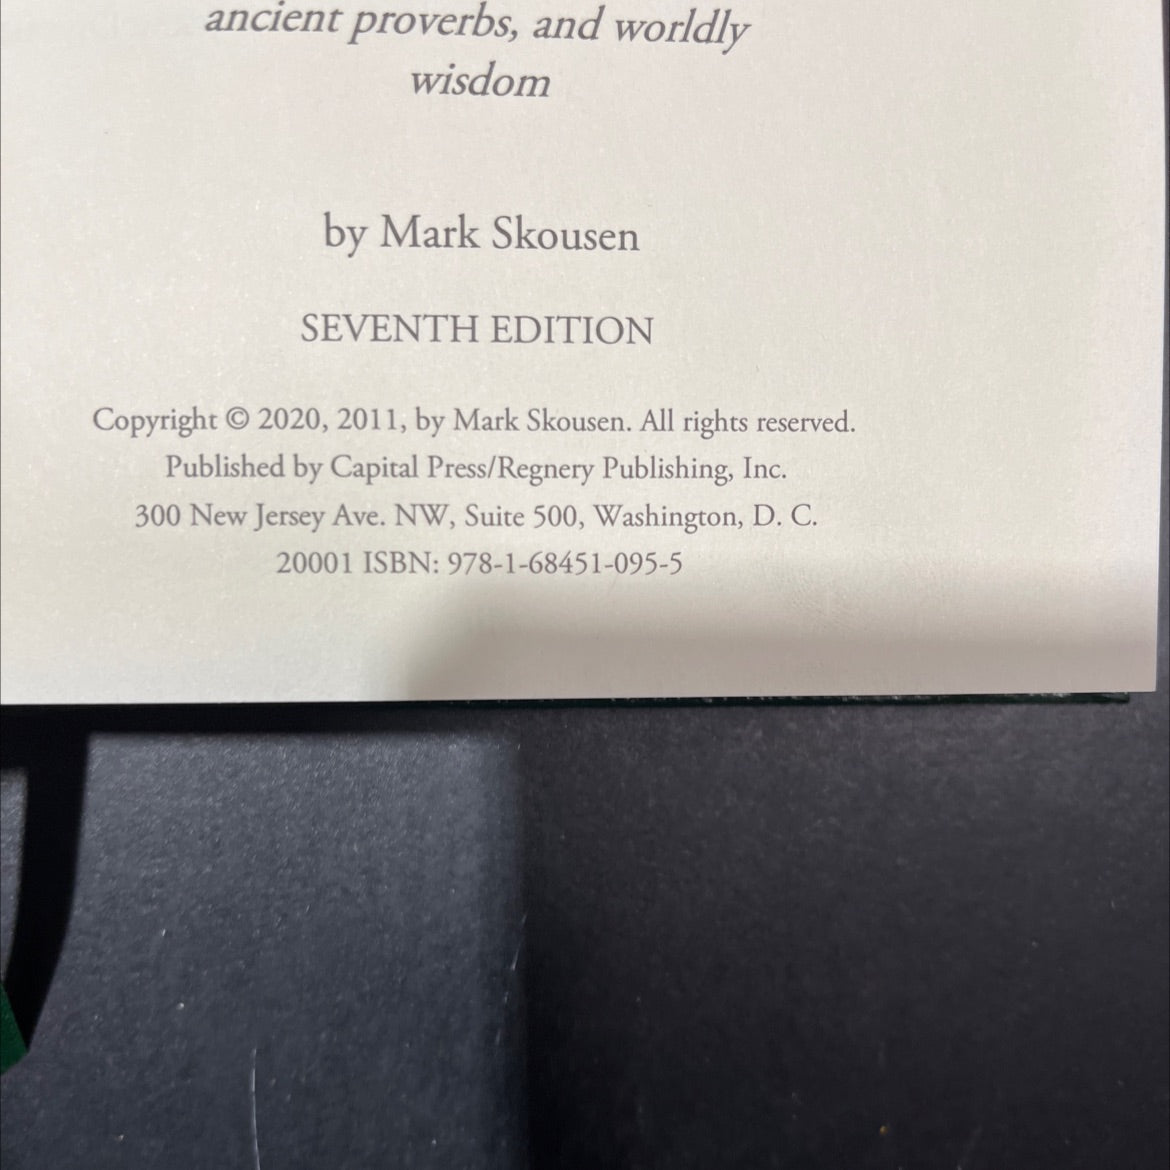 ancient proverbs, and worldly
wisdom
by Mark Skousen
SEVENTH EDITION
Copyright © 2020, 2011, by Mark Skousen. All rights reserved.
Published by Capital Press/Regnery Publishing, Inc.
300 New Jersey Ave. NW, Suite 500, Washington, D. C.
20001 ISBN: 978-1-68451-095-5